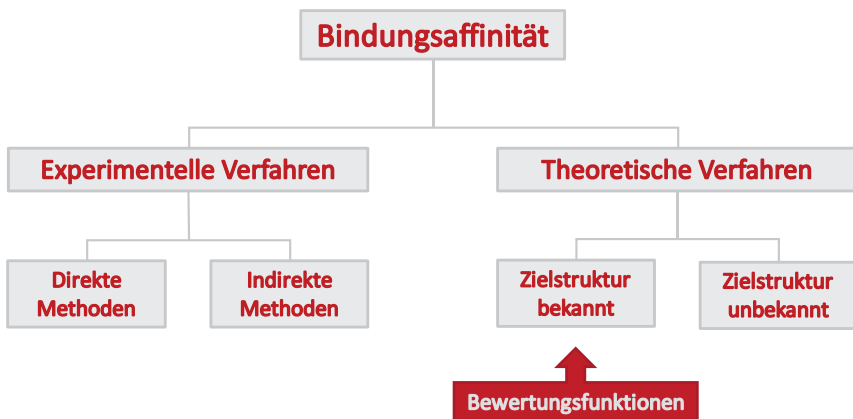 Bindungsaffinität
Experimentelle Verfahren
Theoretische Verfahren
Direkte
Methoden
Indirekte
Methoden
Zielstruktur
bekannt
Zielstruktur
unbekannt
Bewertungsfunktionen